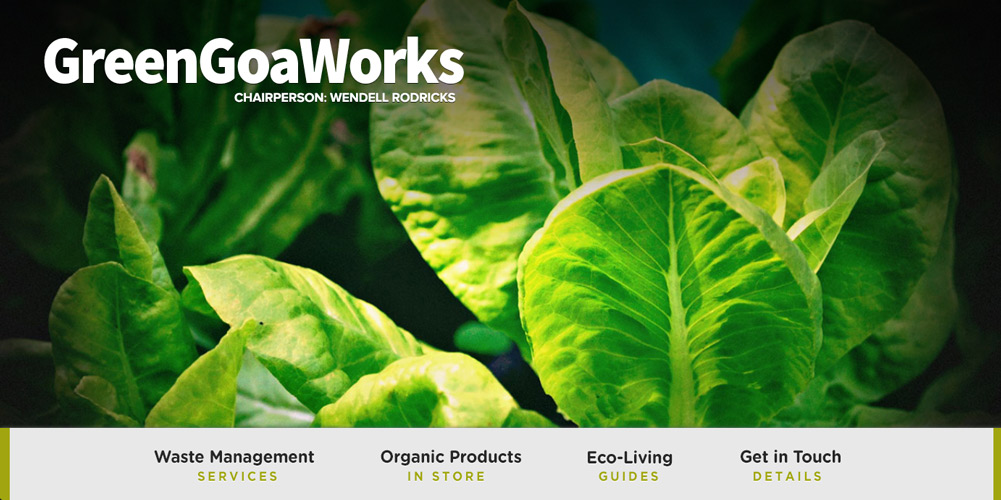 GreenGoaWorks
CHAIRPERSON: WENDELL RODRICKS
Waste Management
SERVICES
Organic Products
IN STORE
Eco-Living
GUIDES
Get in Touch
DETAILS